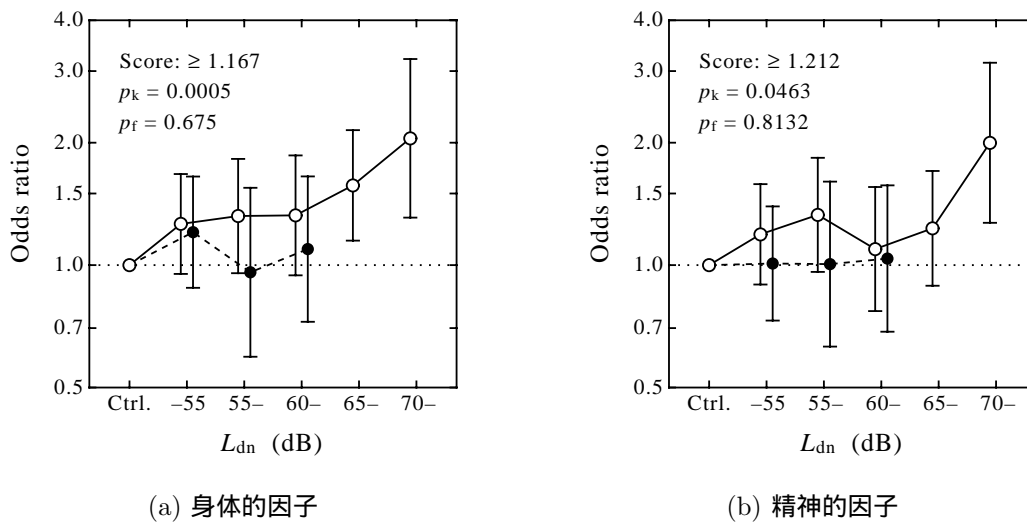 4.0
3.0
2.0
1.5
1.0
0.7
0.5
Odds ratio
Score: ≥ 1.167
pk = 0.0005
pf = 0.675
Ctrl. –55 55– 60– 65– 70–
Ldn (dB)
(a) 身体的因子
4.0
3.0
2.0
1.5
1.0
0.7
0.5
Odds ratio
Score: ≥ 1.212
pk = 0.0463
pf = 0.8132
Ctrl. –55 55– 60– 65– 70–
Ldn (dB)
(b) 精神的因子